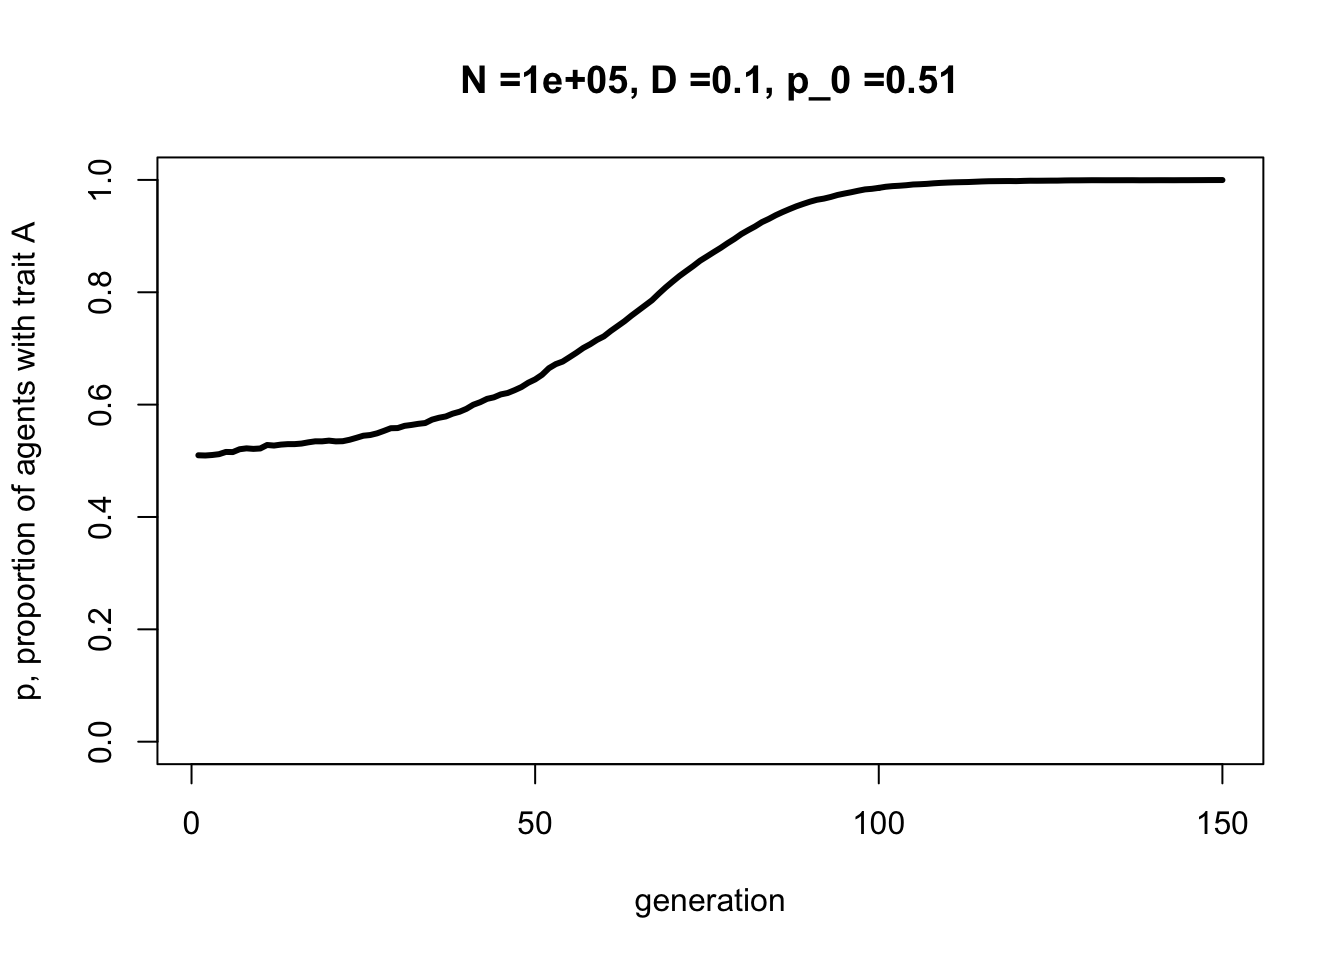 N =1e+05, D =0.1, p_0 =0.51
p, proportion of agents with trait A
1.0
0.8
0.6
0.4
0.2
0.0
0 50 100 150
generation